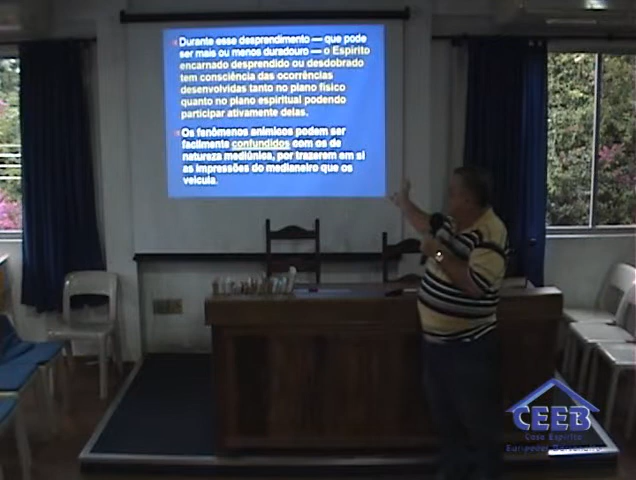 Durante esse desprendimento — que pode
ser mais ou menos duradouro — o Espírito
encarnado desprendido ou desdobrado
tem consciência das ocorrências
desenvolvidas tanto no plano físico
quanto no plano espiritual podendo
participar ativamente delas.
Os fenômenos anímicos podem ser
facilmente confundidos com os de
natureza mediúnica, por trazerem em si
as impressões do medianeiro que os
veicula.
CEEB
Casa Espírita